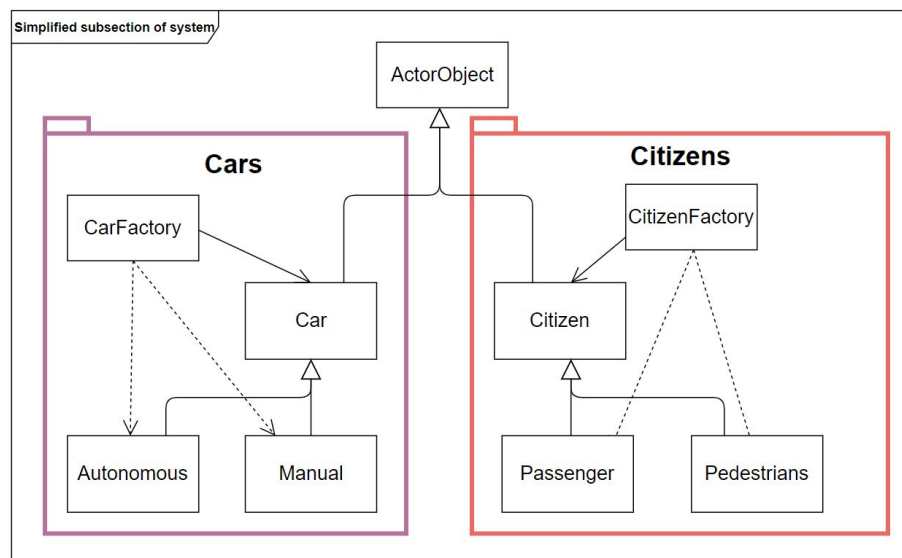 Simplified subsection of system
ActorObject
Cars
Citizens
CarFactory
CitizenFactory
Car
Citizen
Autonomous
Manual
Passenger
Pedestrians